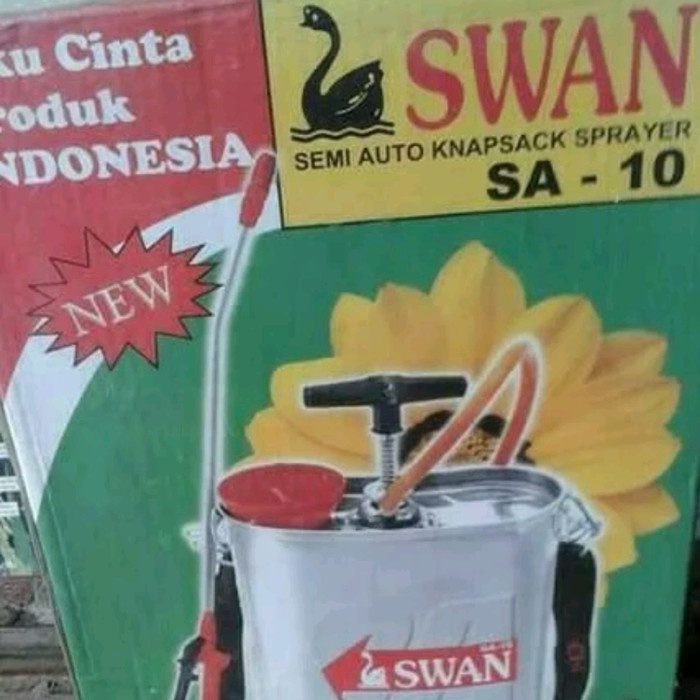 ku Cinta
roduk
NDONESIA
SWAN
SEMI AUTO KNAPSACK SPRAYER
SA - 10
NEW
SWAN